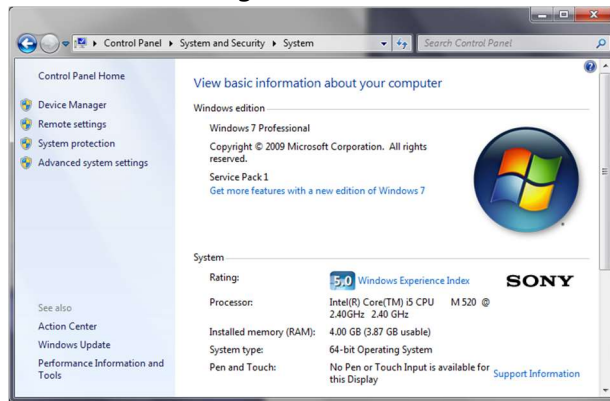 Control Panel ▸ System and Security ▸ System
Search Control Panel
Control Panel Home
Device Manager
Remote settings
System protection
Advanced system settings
See also
Action Center
Windows Update
Performance Information and
Tools
View basic information about your computer
Windows edition
Windows 7 Professional
Copyright © 2009 Microsoft Corporation. All rights
reserved.
Service Pack 1
Get more features with a new edition of Windows 7
System
Rating: 5,0 Windows Experience Index
SONY
Processor: Intel(R) Core(TM) i5 CPU M 520 @
2.40GHz 2.40 GHz
Installed memory (RAM): 4.00 GB (3.87 GB usable)
System type: 64-bit Operating System
Pen and Touch: No Pen or Touch Input is available for
this Display
Support Information